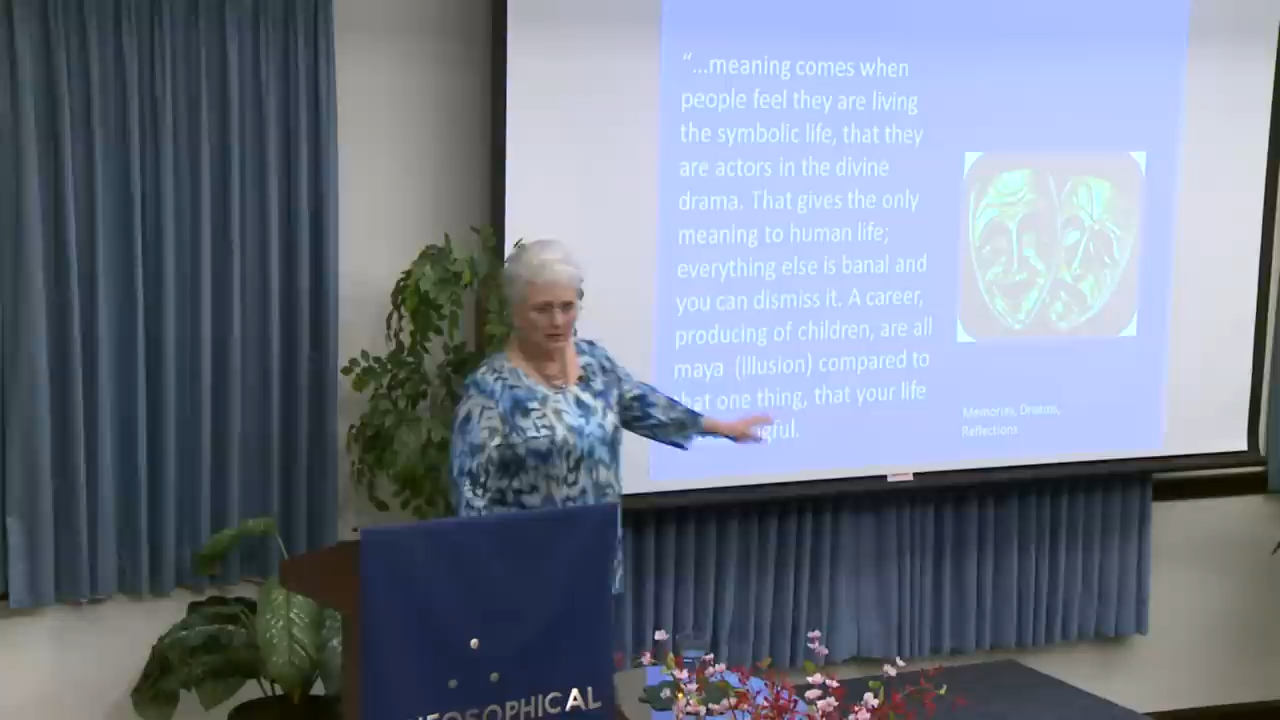 “...meaning comes when
people feel they are living
the symbolic life, that they
are actors in the divine
drama. That gives the only
meaning to human life;
everything else is banal and
you can dismiss it. A career,
producing of children, are all
maya (illusion) compared to
that one thing, that your life
gful.
Memories, Dreams,
Reflections
EOSOPHICAL